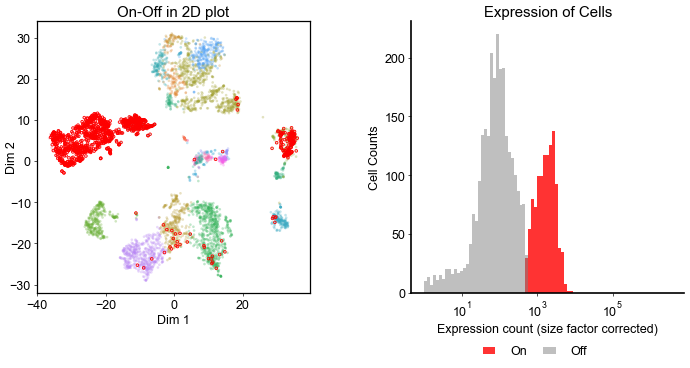 On-Off in 2D plot
30
20
10
0
−10
−20
−30
Dim 2
−40
−20
0
20
Dim 1
Expression of Cells
200
150
100
50
0
Cell Counts
10^1
10^3
10^5
Expression count (size factor corrected)
On
Off